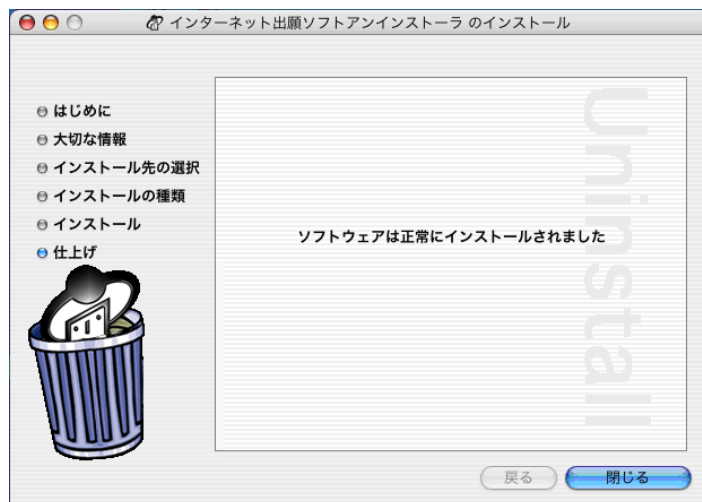 インターネット出願ソフトアンインストーラ のインストール
はじめに
大切な情報
インストール先の選択
インストールの種類
インストール
仕上げ
Uninstall
ソフトウェアは正常にインストールされました
戻る
閉じる